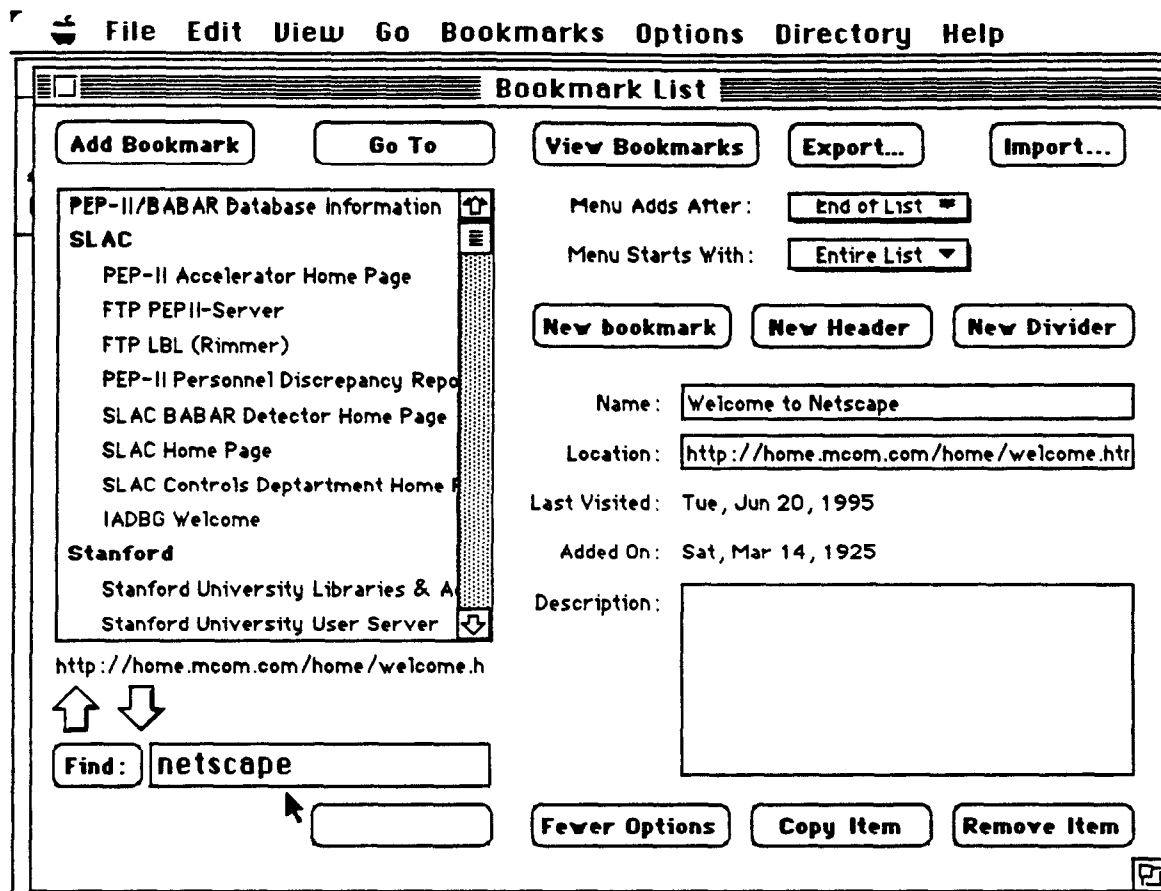 File Edit View Go Bookmarks Options Directory Help
Bookmark List
Add Bookmark Go To View Bookmarks Export... Import...
PEP-II/BABAR Database Information
SLAC
PEP-II Accelerator Home Page
FTP PEPII-Server
FTP LBL (Rimmer)
PEP-II Personnel Discrepancy Repo
SLAC BABAR Detector Home Page
SLAC Home Page
SLAC Controls Deptartment Home P
IADBG Welcome
Stanford
Stanford University Libraries & A
Stanford University User Server
http://home.mcom.com/home/welcome.h
Find: netscape
Menu Adds After: End of List
Menu Starts With: Entire List
New bookmark New Header New Divider
Name: Welcome to Netscape
Location: http://home.mcom.com/home/welcome.htr
Last Visited: Tue, Jun 20, 1995
Added On: Sat, Mar 14, 1925
Description:
Fewer Options Copy Item Remove Item